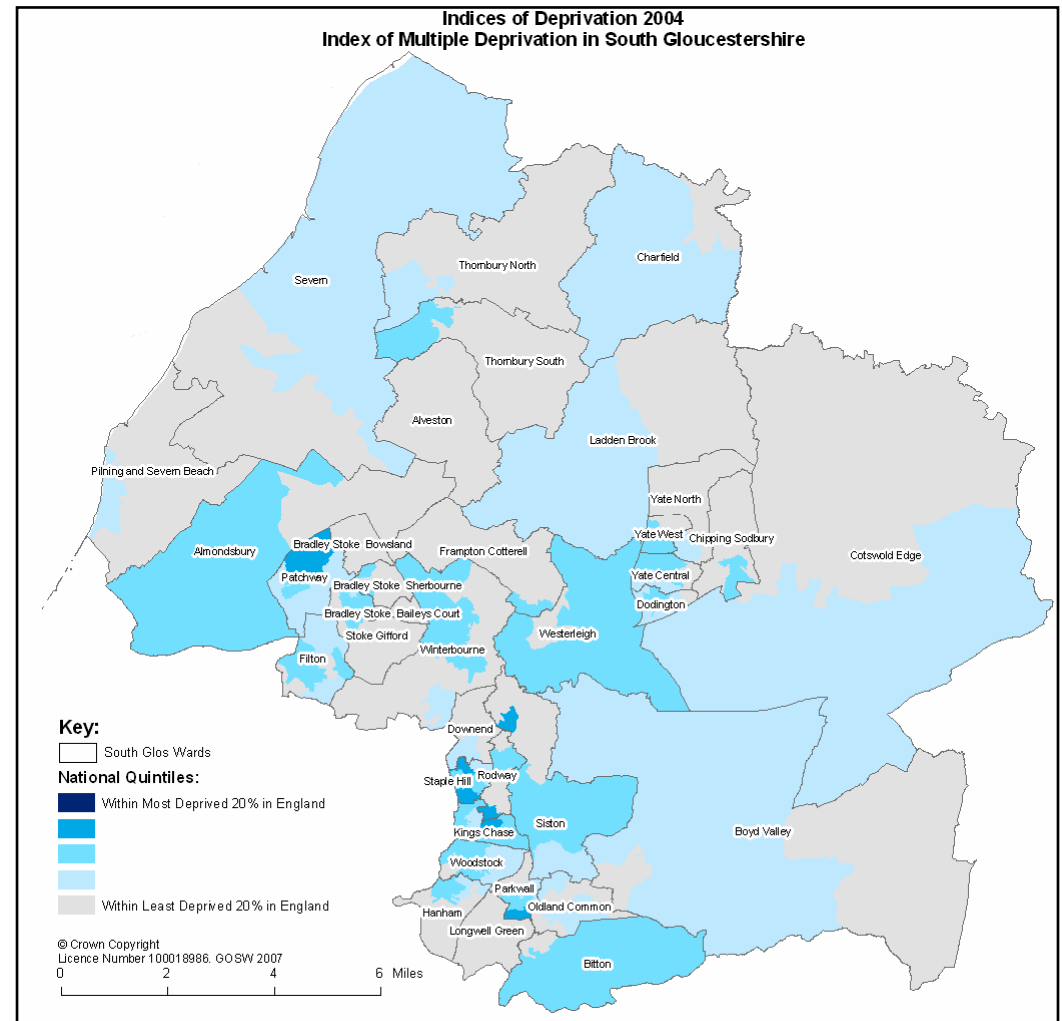 Indices of Deprivation 2004
Index of Multiple Deprivation in South Gloucestershire
Severn
Thornbury North
Charfield
Thornbury South
Alveston
Ladden Brook
Pilning and Severn Beach
Yate North
Almondsbury
Bradley Stoke Bowsland
Frampton Cotterell
Yate West
Chipping Sodbury
Cotswold Edge
Patchway
Bradley Stoke Sherbourne
Yate Central
Bradley Stoke Baileys Court
Dodington
Stoke Gifford
Westerleigh
Filton
Winterbourne
Downend
Staple Hill
Rodway
Kings Chase
Siston
Boyd Valley
Woodstock
Parkwall
Hanham
Oldland Common
Longwell Green
Bitton
Key:
South Glos Wards
National Quintiles:
Within Most Deprived 20% in England
Within Least Deprived 20% in England
© Crown Copyright
Licence Number 100018986. GOSW 2007
0 2 4 6 Miles